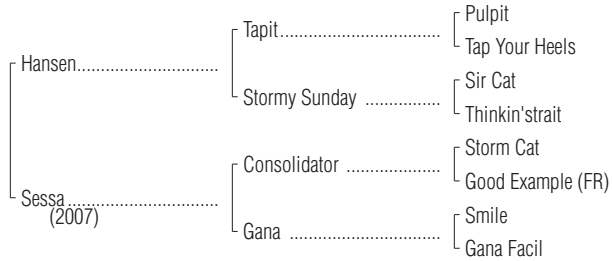 Pulpit
Tapit
Tap Your Heels
Hansen
Sir Cat
Stormy Sunday
Thinkin'strait
Storm Cat
Consolidator
Good Example (FR)
Sessa
(2007)
Smile
Gana
Gana Facil